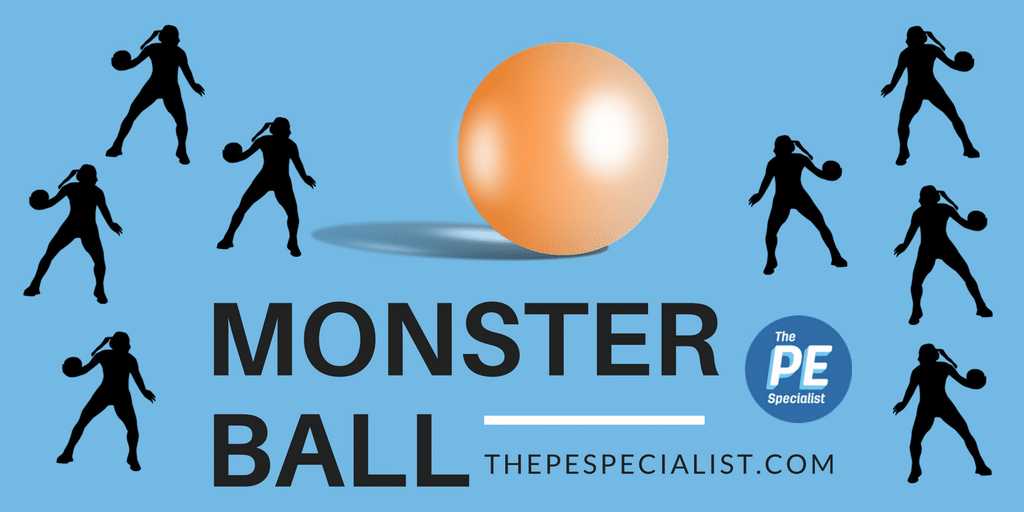 MONSTER
BALL
The
PE
Specialist
THEPESPECIALIST.COM